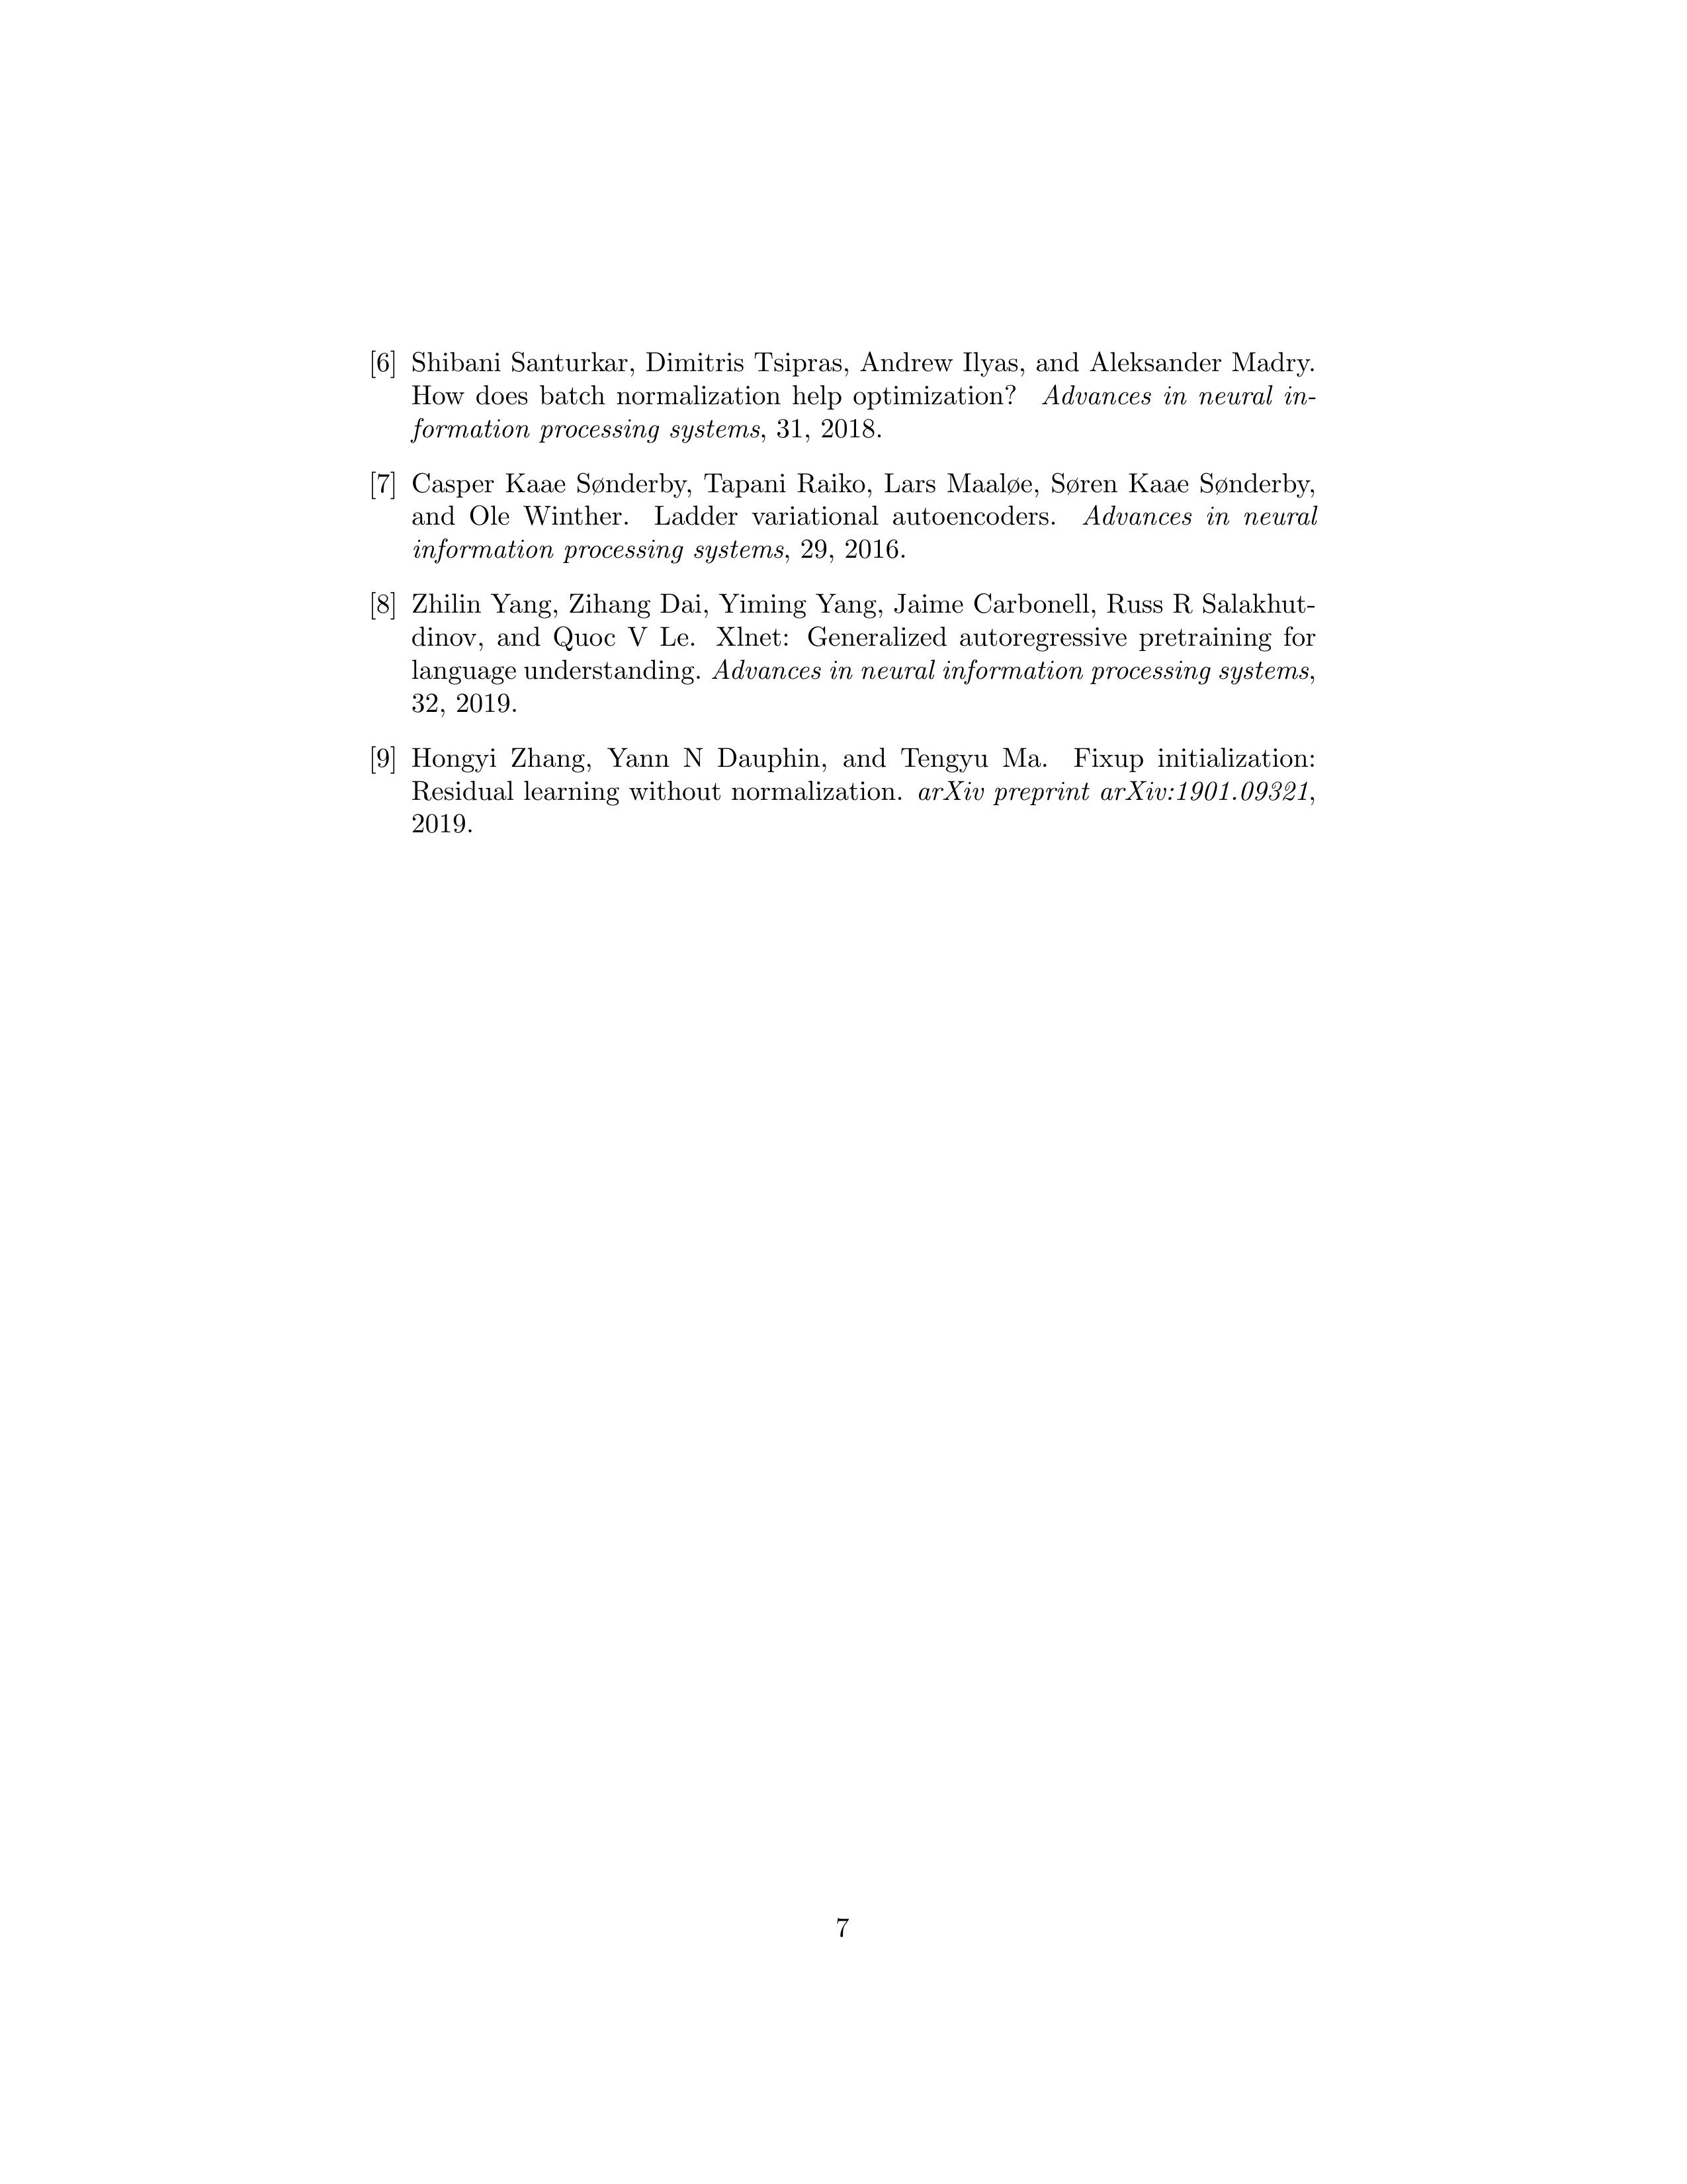 [6] Shibani Santurkar, Dimitris Tsipras, Andrew Ilyas, and Aleksander Madry.
How does batch normalization help optimization? Advances in neural in-
formation processing systems, 31, 2018.
[7] Casper Kaae Sønderby, Tapani Raiko, Lars Maaløe, Søren Kaae Sønderby,
and Ole Winther. Ladder variational autoencoders. Advances in neural
information processing systems, 29, 2016.
[8] Zhilin Yang, Zihang Dai, Yiming Yang, Jaime Carbonell, Russ R Salakhut-
dinov, and Quoc V Le. Xlnet: Generalized autoregressive pretraining for
language understanding. Advances in neural information processing systems,
32, 2019.
[9] Hongyi Zhang, Yann N Dauphin, and Tengyu Ma. Fixup initialization:
Residual learning without normalization. arXiv preprint arXiv:1901.09321,
2019.
7